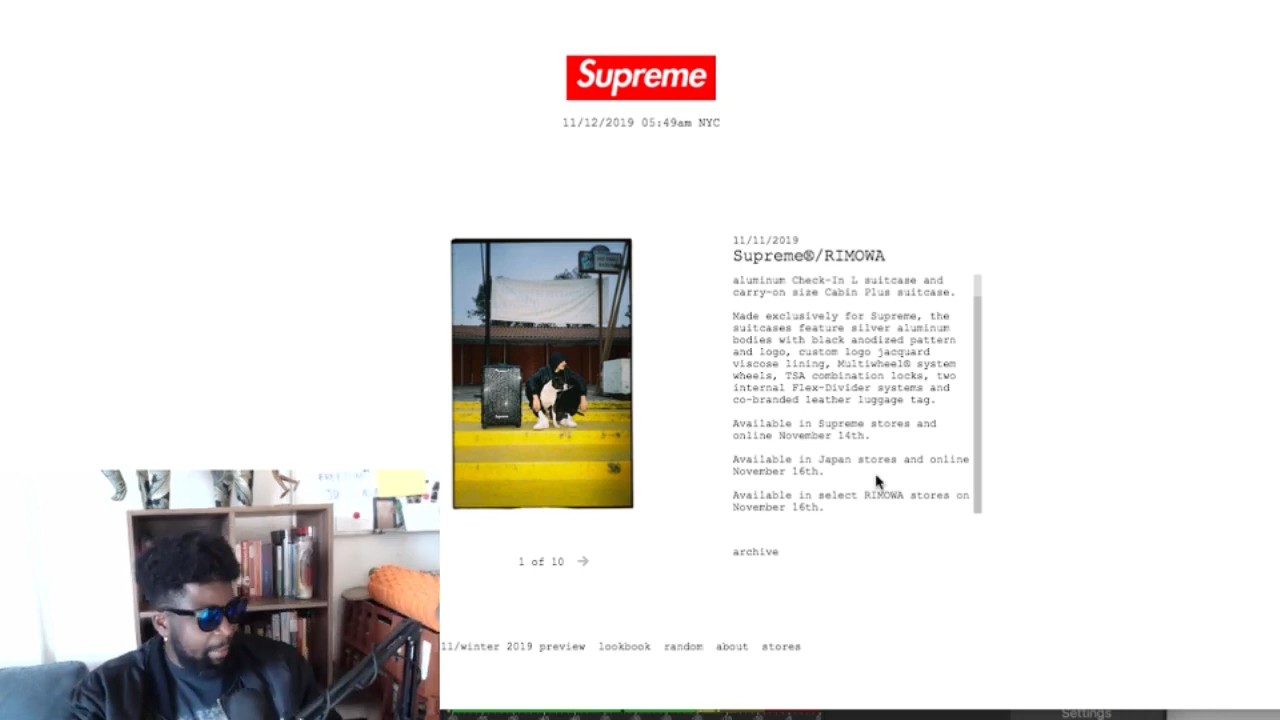 Supreme
11/12/2019 05:49am NYC
11/11/2019
Supreme®/RIMOWA
aluminum Check-In L suitcase and
carry-on size Cabin Plus suitcase.
Made exclusively for Supreme, the
suitcases feature silver aluminum
bodies with black anodized pattern
and logo, custom logo jacquard
viscose lining, Multiwheel® system
wheels, TSA combination locks, two
internal Flex-Divider systems and
co-branded leather luggage tag.
Available in Supreme stores and
online November 14th.
Available in Japan stores and online
November 16th.
Available in select RIMOWA stores on
November 16th.
archive
1 of 10
ll/winter 2019 preview lookbook random about stores
Settings